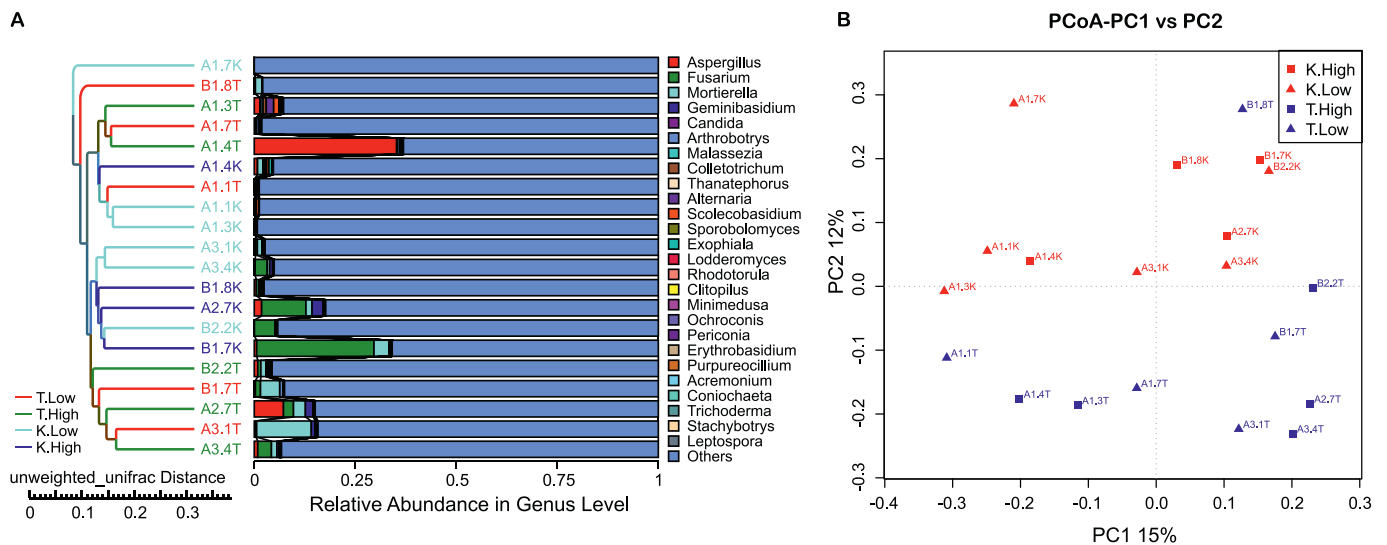 A
A1.7K
B1.8T
A1.3T
A1.7T
A1.4T
A1.4K
A1.1T
A1.1K
A1.3K
A3.1K
A3.4K
B1.8K
A2.7K
B2.2K
B1.7K
B2.2T
B1.7T
A2.7T
A3.1T
A3.4T
T.Low
T.High
K.Low
K.High
unweighted_unifrac Distance
0 0.1 0.2 0.3
0 0.25 0.5 0.75 1
Relative Abundance in Genus Level
Aspergillus
Fusarium
Mortierella
Geminibasidium
Candida
Arthrobotrys
Malassezia
Colletotrichum
Thanatephorus
Alternaria
Scolecobasidium
Sporobolomyces
Exophiala
Lodderomyces
Rhodotorula
Clitopilus
Minimedusa
Ochroconis
Periconia
Erythrobasidium
Purpureocillium
Acremonium
Coniochaeta
Trichoderma
Stachybotrys
Leptospora
Others
B
PCoA-PC1 vs PC2
K.High
K.Low
T.High
T.Low
A1.7K
B1.8T
B1.8K
B1.7K
B2.2K
A2.7K
A1.1K
A1.4K
A3.1K
A3.4K
A1.3K
B2.2T
B1.7T
A1.1T
A1.7T
A1.4T
A1.3T
A2.7T
A3.1T
A3.4T
PC2 12%
0.3
0.2
0.1
0.0
-0.1
-0.2
-0.3
-0.4 -0.3 -0.2 -0.1 0.0 0.1 0.2 0.3
PC1 15%